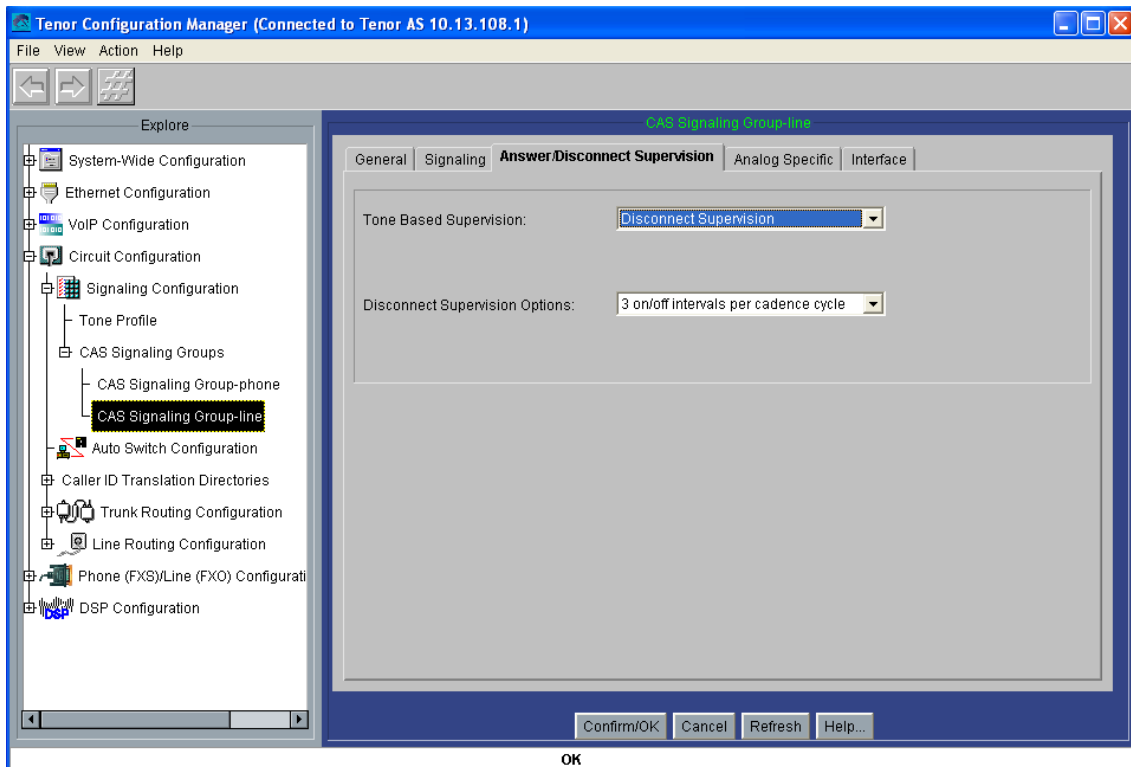 Tenor Configuration Manager (Connected to Tenor AS 10.13.108.1)
File View Action Help
Explore
System-Wide Configuration
Ethernet Configuration
VoIP Configuration
Circuit Configuration
Signaling Configuration
Tone Profile
CAS Signaling Groups
CAS Signaling Group-phone
CAS Signaling Group-line
Auto Switch Configuration
Caller ID Translation Directories
Trunk Routing Configuration
Line Routing Configuration
Phone (FXS)/Line (FXO) Configurati
DSP Configuration
CAS Signaling Group-line
General Signaling Answer/Disconnect Supervision Analog Specific Interface
Tone Based Supervision: Disconnect Supervision
Disconnect Supervision Options: 3 on/off intervals per cadence cycle
Confirm/OK Cancel Refresh Help...
OK